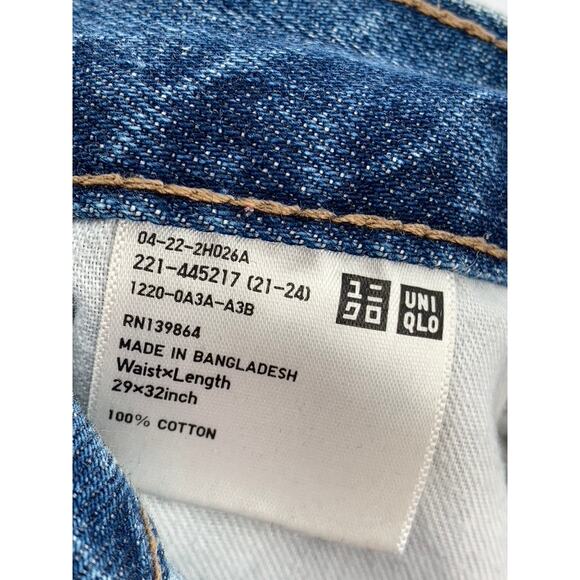 04-22-2H026A
221-445217 (21-24)
1220-0A3A-A3B
ユニ
クロ
UNI
QLO
RN139864
MADE IN BANGLADESH
Waist×Length
29×32inch
100% COTTON